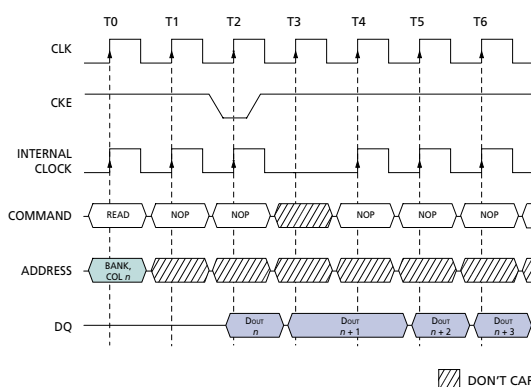 T0 T1 T2 T3 T4 T5 T6
CLK
CKE
INTERNAL
CLOCK
COMMAND READ NOP NOP NOP NOP NOP
ADDRESS BANK,
COL n
DQ DOUT DOUT DOUT DOUT
n n + 1 n + 2 n + 3
DON'T CAR